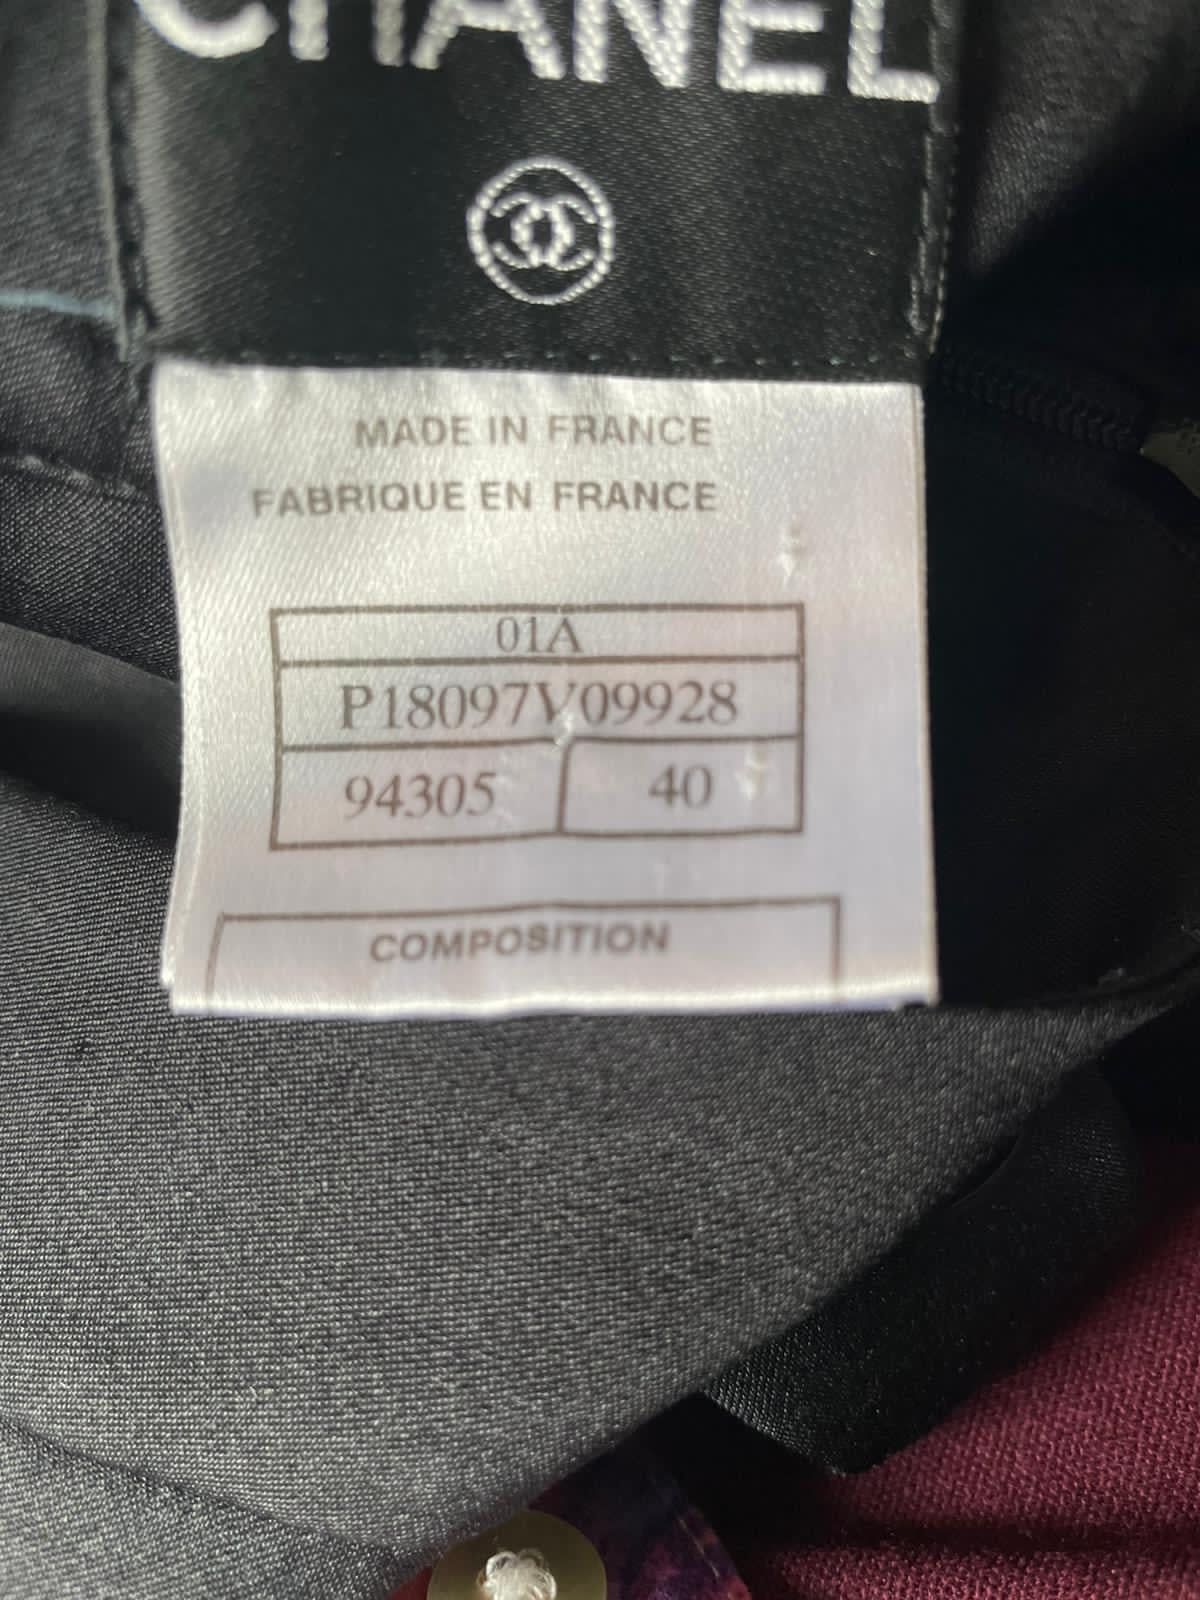 CHANEL
MADE IN FRANCE
FABRIQUE EN FRANCE
01A
P18097V09928
94305 40
COMPOSITION